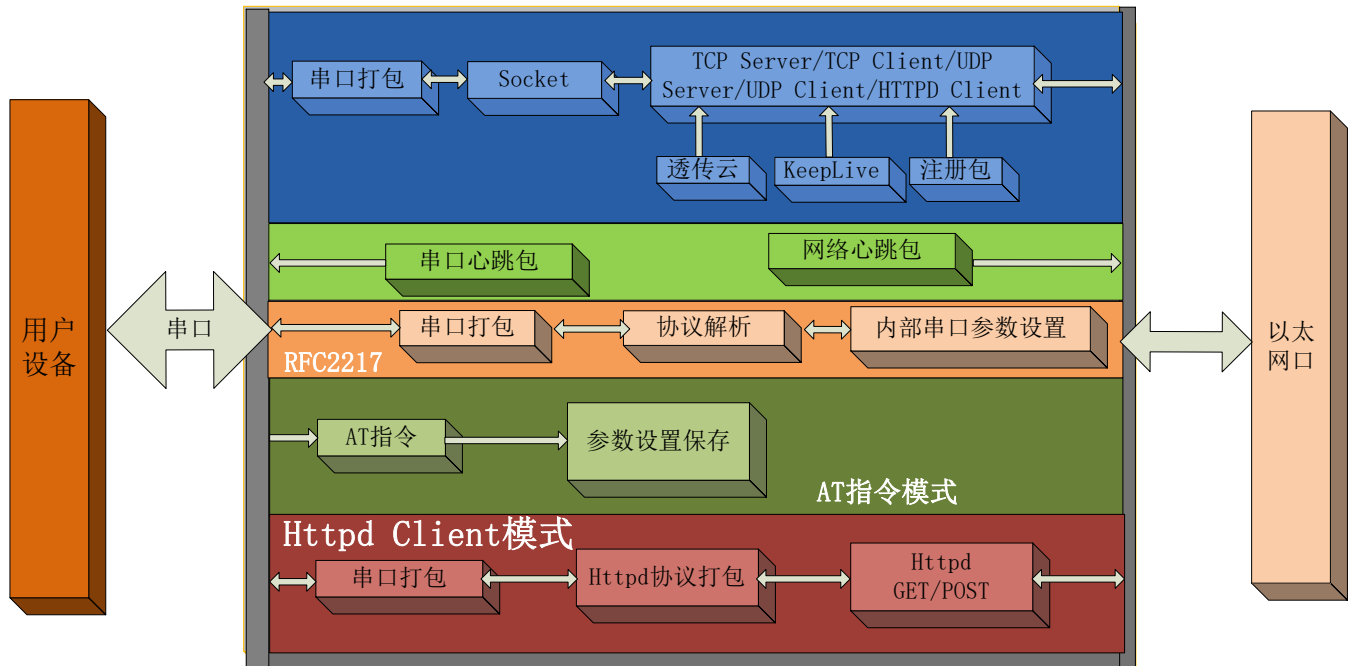 串口打包
Socket
TCP Server/TCP Client/UDP
Server/UDP Client/HTTPD Client
透传云
KeepLive
注册包
串口心跳包
网络心跳包
用户
设备
串口
串口打包
协议解析
内部串口参数设置
RFC2217
以太
网口
AT指令
参数设置保存
AT指令模式
Httpd Client模式
串口打包
Httpd协议打包
Httpd
GET/POST